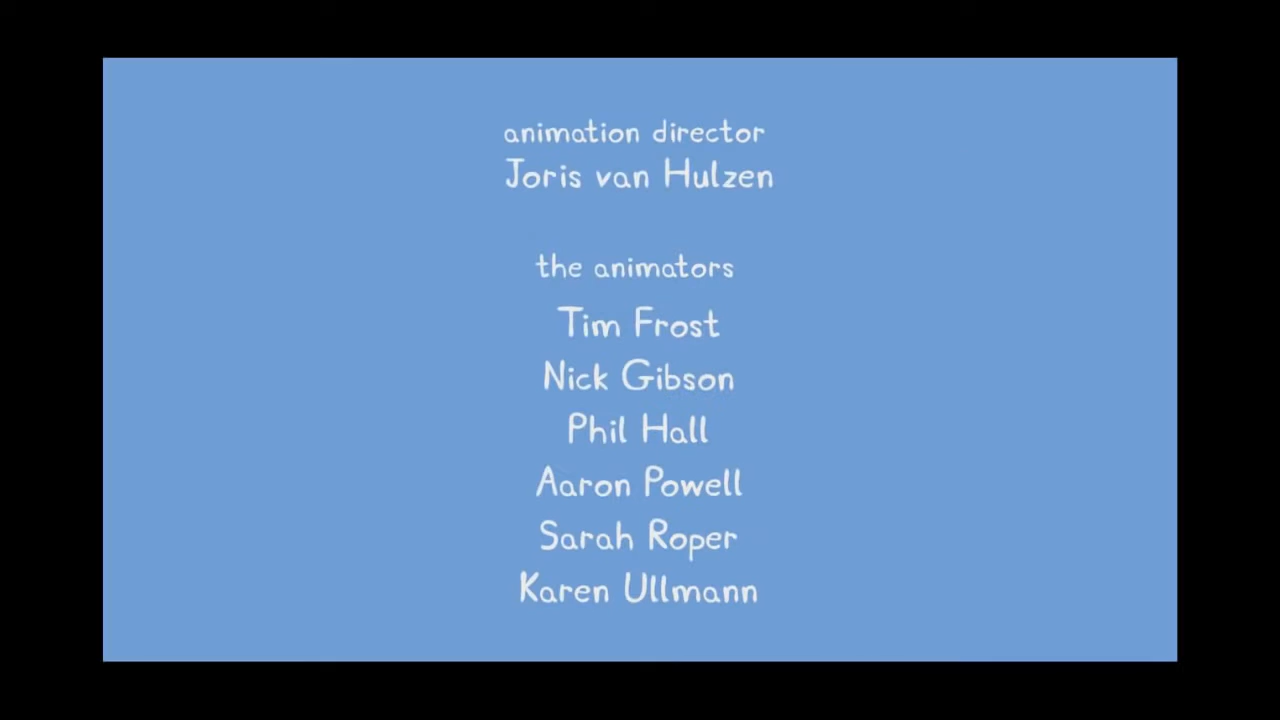 animation director
Joris van Hulzen
the animators
Tim Frost
Nick Gibson
Phil Hall
Aaron Powell
Sarah Roper
Karen Ullmann